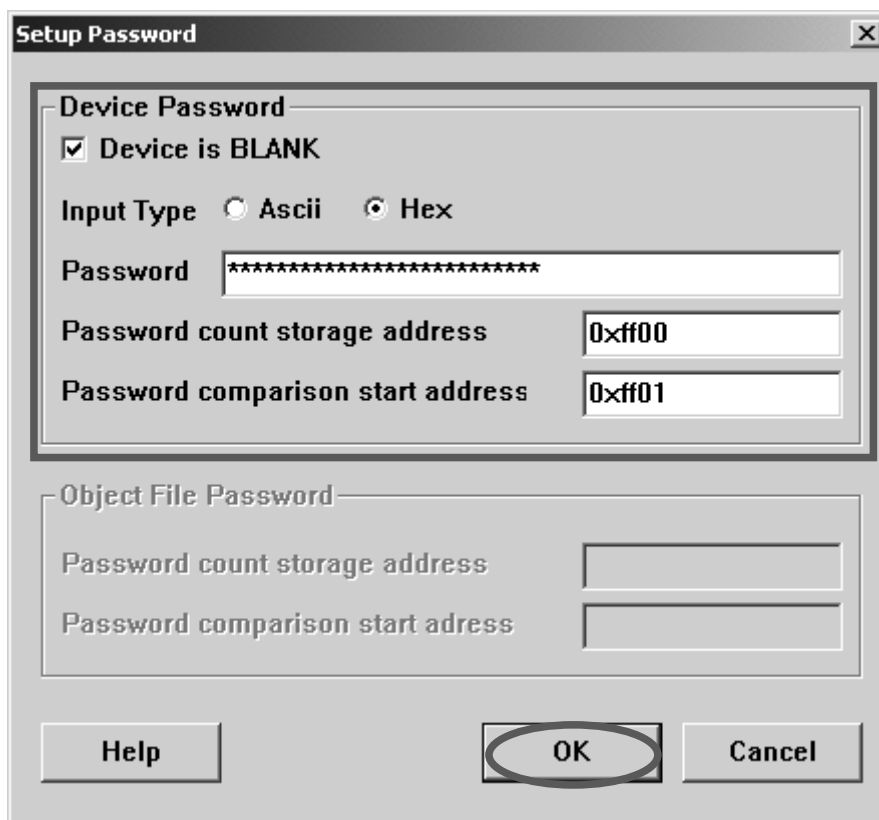 Setup Password
Device Password
Device is BLANK
Input Type Ascii Hex
Password **************************
Password count storage address 0xff00
Password comparison start address 0xff01
Object File Password
Password count storage address
Password comparison start adress
Help OK Cancel